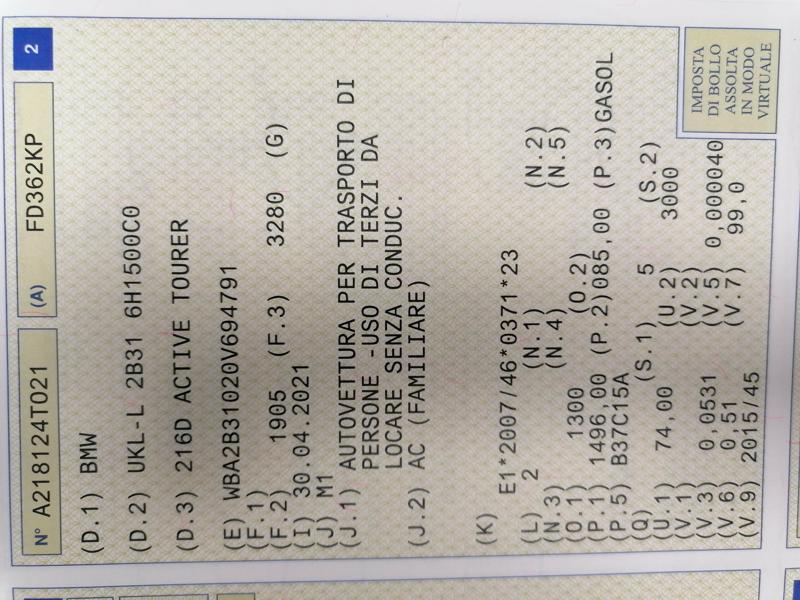 N° A218124T021 (A) FD362KP 2
(D.1) BMW
(D.2) UKL-L 2B31 6H1500C0
(D.3) 216D ACTIVE TOURER
(E) WBA2B31020V694791
(F.1)
(F.2) 1905 (F.3) 3280 (G)
(I) 30.04.2021
(J) M1
(J.1) AUTOVETTURA PER TRASPORTO DI
PERSONE -USO DI TERZI DA
LOCARE SENZA CONDUC.
(J.2) AC (FAMILIARE)
(K) E1*2007/46*0371*23
(L) 2 (N.1) (N.2)
(N.3) (N.4) (N.5)
(O.1) 1300 (O.2)
(P.1) 1496,00 (P.2)085,00 (P.3)GASOL
(P.5) B37C15A
(Q) (S.1) 5 (S.2)
(U.1) 74,00 (U.2) 3000
(V.1) (V.2)
(V.3) 0,0531 (V.5) 0,000040
(V.6) 0,51 (V.7) 99,0
(V.9) 2015/45
IMPOSTA
DI BOLLO
ASSOLTA
IN MODO
VIRTUALE